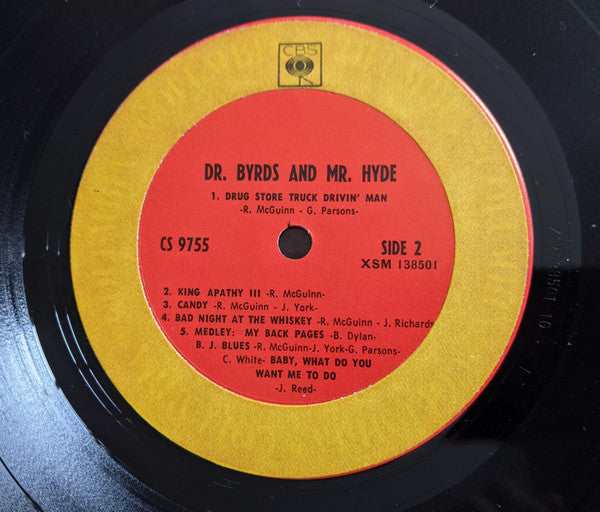 CBS
DR. BYRDS AND MR. HYDE
1. DRUG STORE TRUCK DRIVIN' MAN
-R. McGuinn - G. Parsons-
CS 9755
SIDE 2
XSM 138501
2. KING APATHY III -R. McGuinn-
3. CANDY -R. McGuinn - J. York-
4. BAD NIGHT AT THE WHISKEY -R. McGuinn - J. Richards
5. MEDLEY: MY BACK PAGES -B. Dylan-
B. J. BLUES -R. McGuinn-J. York-G. Parsons-
C. White- BABY, WHAT DO YOU
WANT ME TO DO
-J. Reed-